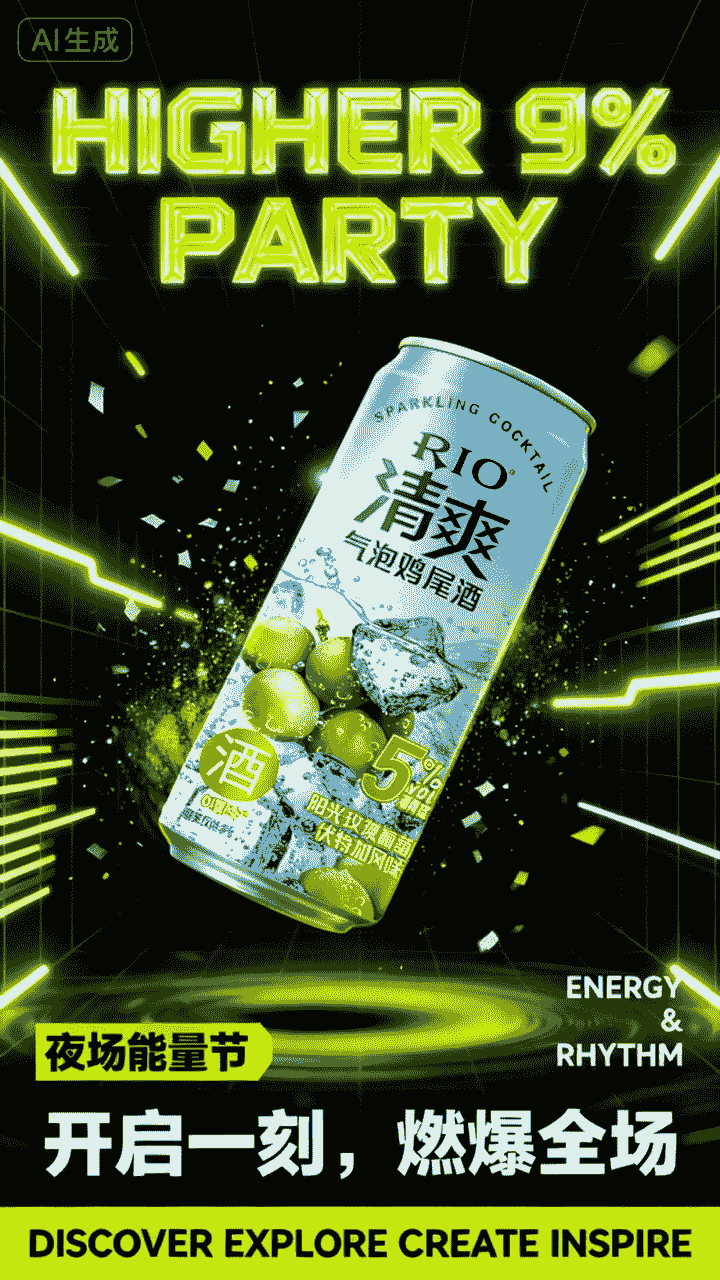 AI生成
HIGHER 9%
PARTY
SPARKLING COCKTAIL
RIO
清爽
气泡鸡尾酒
酒
5%
vol
阳光玫瑰葡萄
伏特加风味
ENERGY
&
RHYTHM
夜场能量节
开启一刻，燃爆全场
DISCOVER EXPLORE CREATE INSPIRE